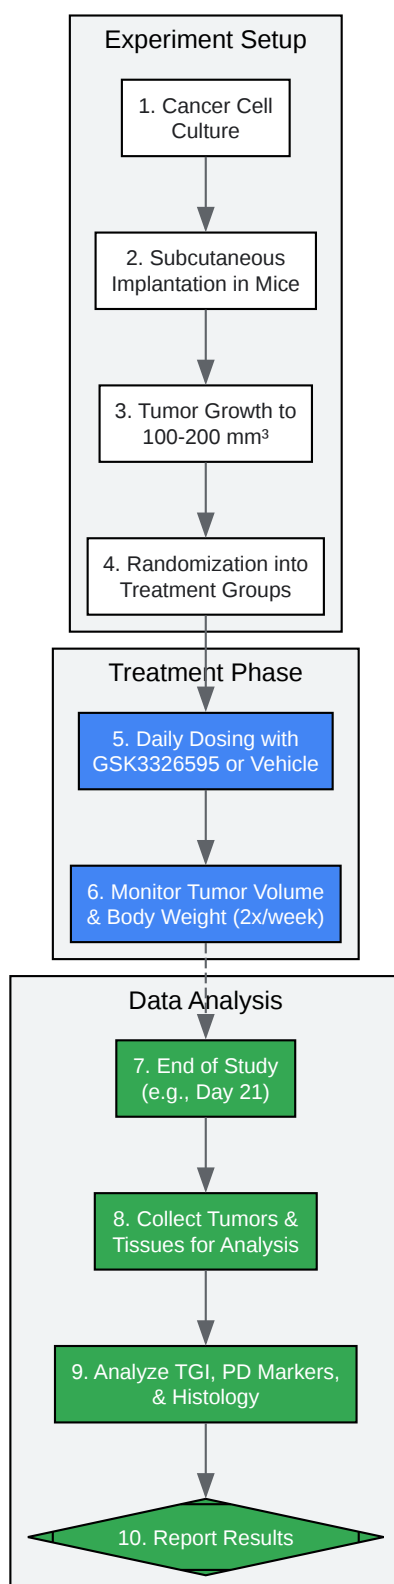 Experiment Setup
1. Cancer Cell
Culture
2. Subcutaneous
Implantation in Mice
3. Tumor Growth to
100-200 mm³
4. Randomization into
Treatment Groups
Treatment Phase
5. Daily Dosing with
GSK3326595 or Vehicle
6. Monitor Tumor Volume
& Body Weight (2x/week)
Data Analysis
7. End of Study
(e.g., Day 21)
8. Collect Tumors &
Tissues for Analysis
9. Analyze TGI, PD Markers,
& Histology
10. Report Results